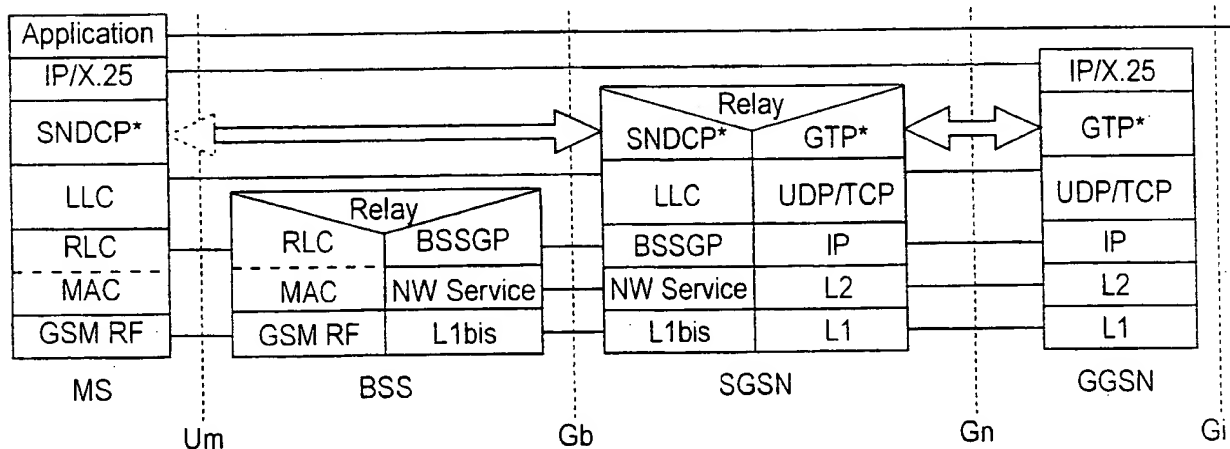 Application
IP/X.25
SNDCP*
LLC
RLC
MAC
GSM RF
MS
Relay
RLC
MAC
GSM RF
BSSGP
NW Service
L1bis
BSS
Relay
SNDCP*
LLC
BSSGP
NW Service
L1bis
GTP*
UDP/TCP
IP
L2
L1
SGSN
IP/X.25
GTP*
UDP/TCP
IP
L2
L1
GGSN
Um
Gb
Gn
Gi